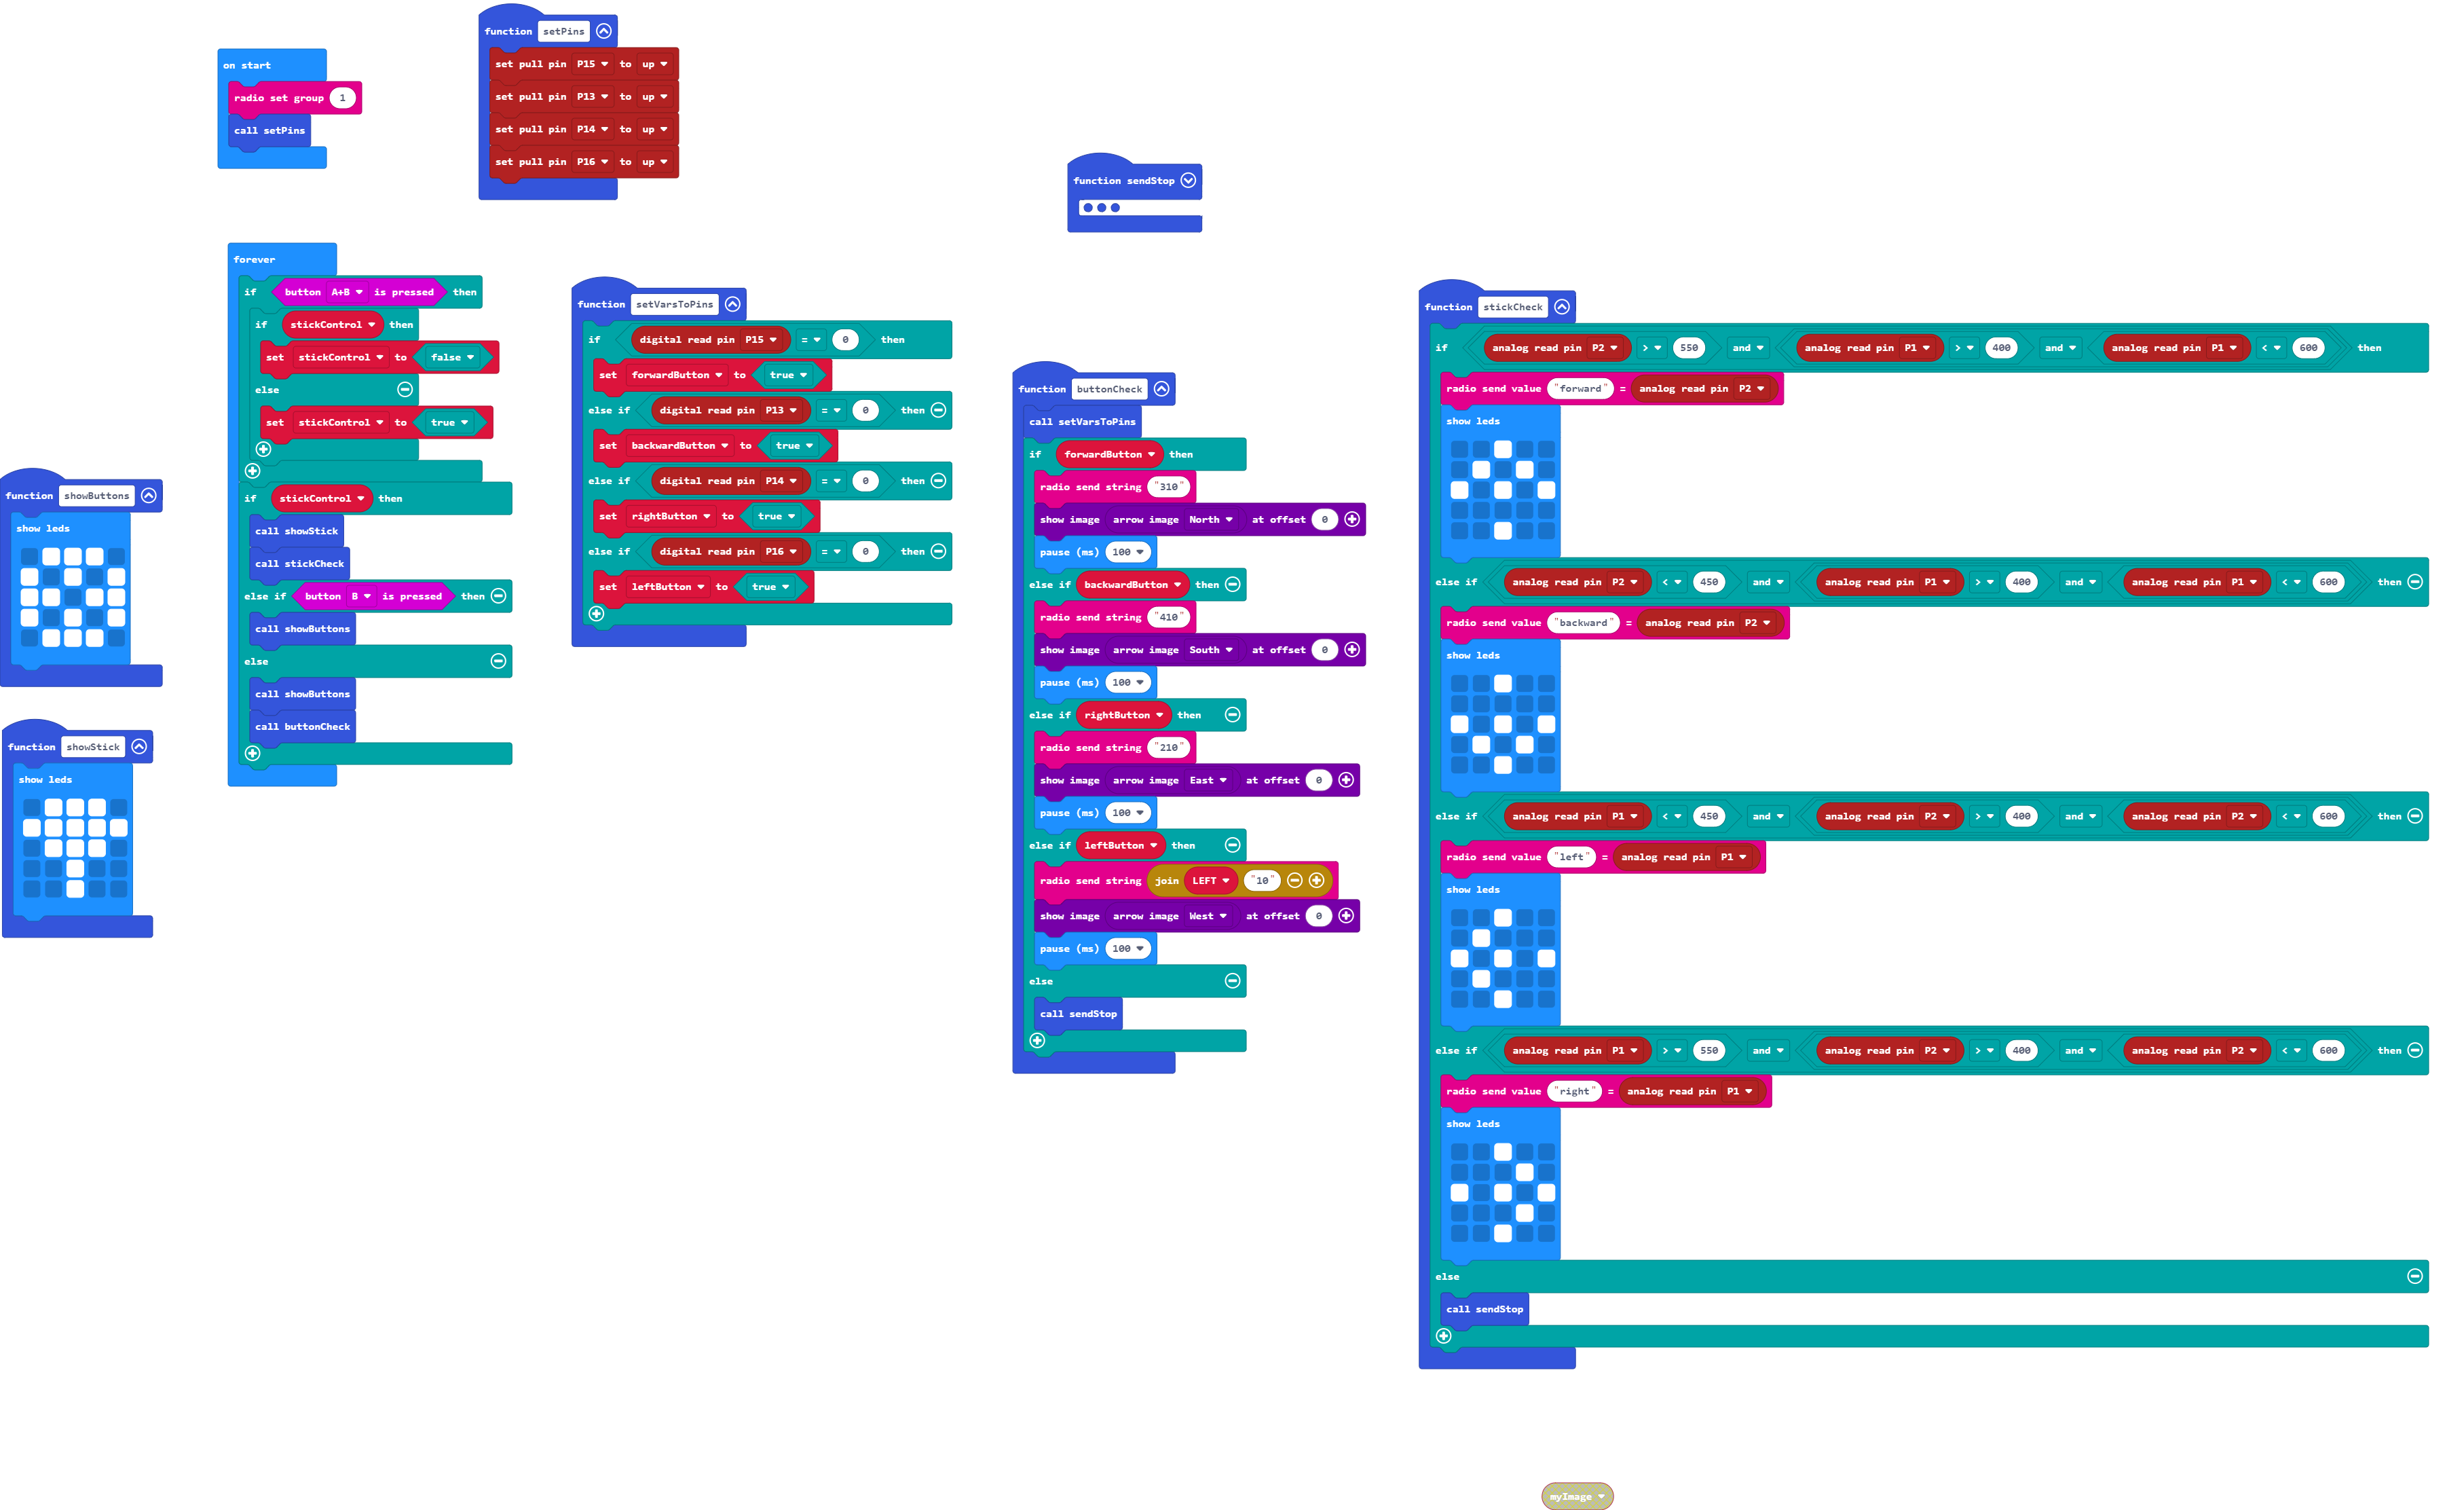 on start
radio set group 1
call setPins
function setPins
set pull pin P15 to up
set pull pin P13 to up
set pull pin P14 to up
set pull pin P16 to up
function sendStop
forever
if button A+B is pressed then
if stickControl then
set stickControl to false
else
set stickControl to true
if stickControl then
call showStick
call stickCheck
else if button B is pressed then
call showButtons
else
call showButtons
call buttonCheck
function showButtons
show leds
function showStick
show leds
function setVarsToPins
if digital read pin P15 = 0 then
set forwardButton to true
else if digital read pin P13 = 0 then
set backwardButton to true
else if digital read pin P14 = 0 then
set rightButton to true
else if digital read pin P16 = 0 then
set leftButton to true
function buttonCheck
call setVarsToPins
if forwardButton then
radio send string "310"
show image arrow image North at offset 0
pause (ms) 100
else if backwardButton then
radio send string "410"
show image arrow image South at offset 0
pause (ms) 100
else if rightButton then
radio send string "210"
show image arrow image East at offset 0
pause (ms) 100
else if leftButton then
radio send string join LEFT "10"
show image arrow image West at offset 0
pause (ms) 100
else
call sendStop
function stickCheck
if analog read pin P2 > 550 and analog read pin P1 > 400 and analog read pin P1 < 600 then
radio send value "forward" = analog read pin P2
show leds
else if analog read pin P2 < 450 and analog read pin P1 > 400 and analog read pin P1 < 600 then
radio send value "backward" = analog read pin P2
show leds
else if analog read pin P1 < 450 and analog read pin P2 > 400 and analog read pin P2 < 600 then
radio send value "left" = analog read pin P1
show leds
else if analog read pin P1 > 550 and analog read pin P2 > 400 and analog read pin P2 < 600 then
radio send value "right" = analog read pin P1
show leds
else
call sendStop
myImage